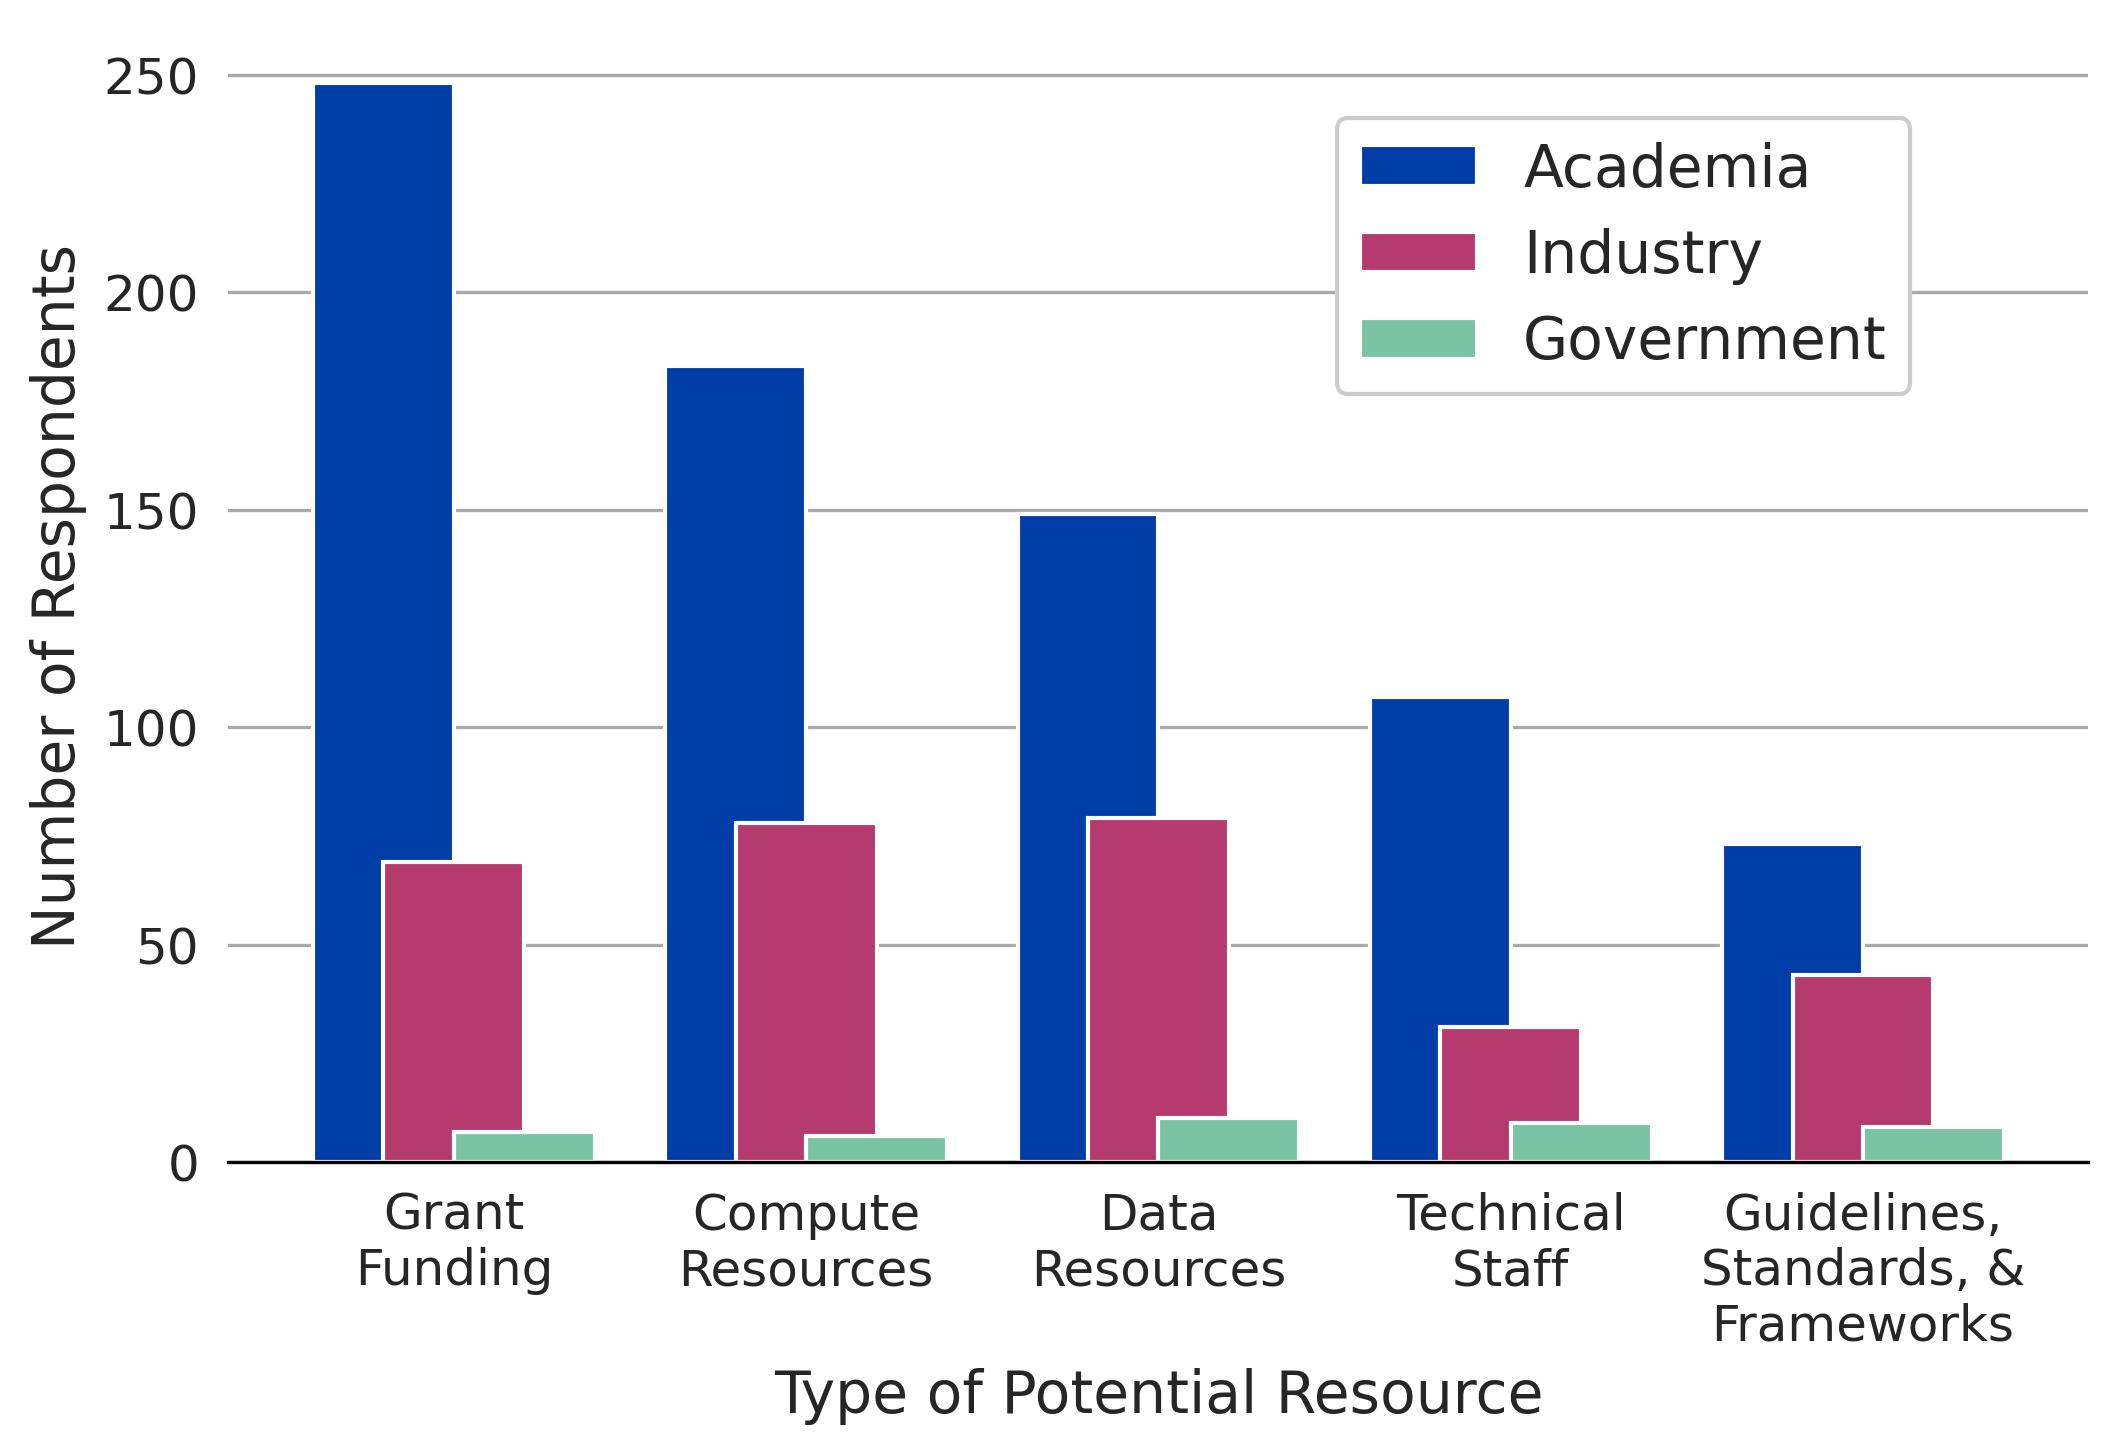 250
200
150
100
50
0
Number of Respondents
Academia
Industry
Government
Grant
Funding
Compute
Resources
Data
Resources
Technical
Staff
Guidelines,
Standards, &
Frameworks
Type of Potential Resource